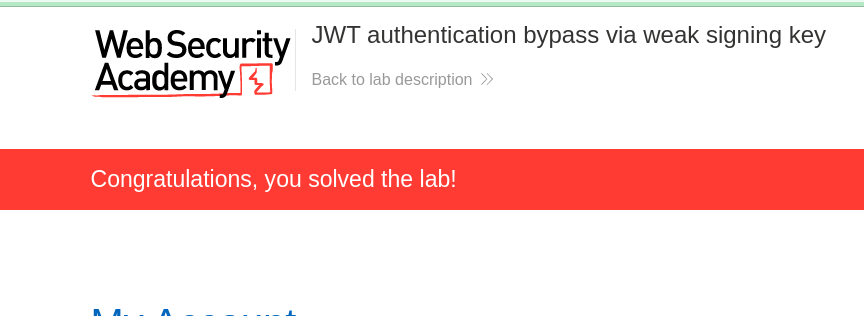 Web Security
Academy
JWT authentication bypass via weak signing key
Back to lab description
Congratulations, you solved the lab!
My Account